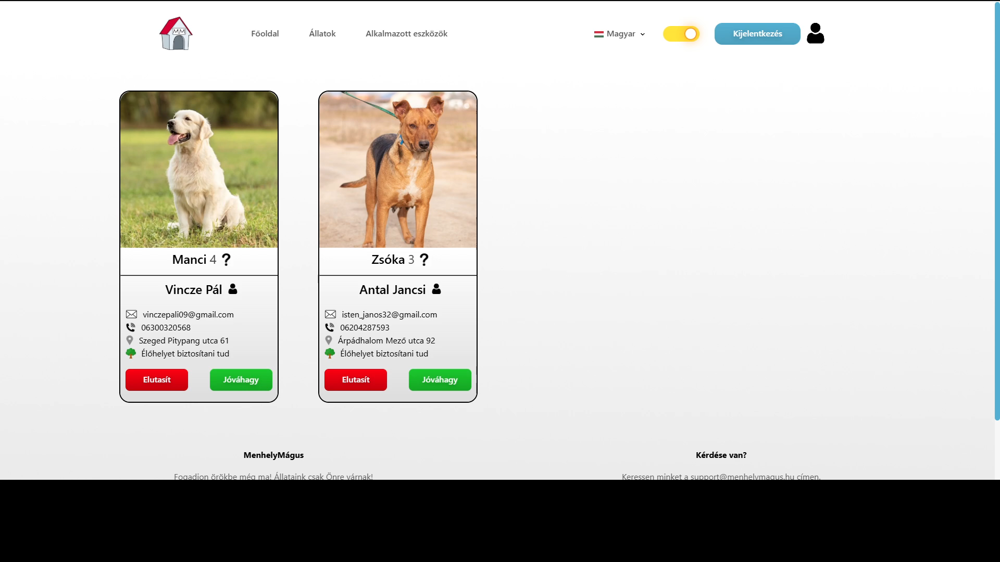 MM
Főoldal
Állatok
Alkalmazott eszközök
Magyar
Kijelentkezés
Manci 4 ?
Vincze Pál
vinczepali09@gmail.com
06300320568
Szeged Pitypang utca 61
Élőhelyet biztosítani tud
Elutasít
Jóváhagy
Zsóka 3 ?
Antal Jancsi
isten_janos32@gmail.com
06204287593
Árpádhalom Mező utca 92
Élőhelyet biztosítani tud
Elutasít
Jóváhagy
MenhelyMágus
Fogadjon örökbe még ma! Állataink csak Önre várnak!
Kérdése van?
Keressen minket a support@menhelymagus.hu címen.